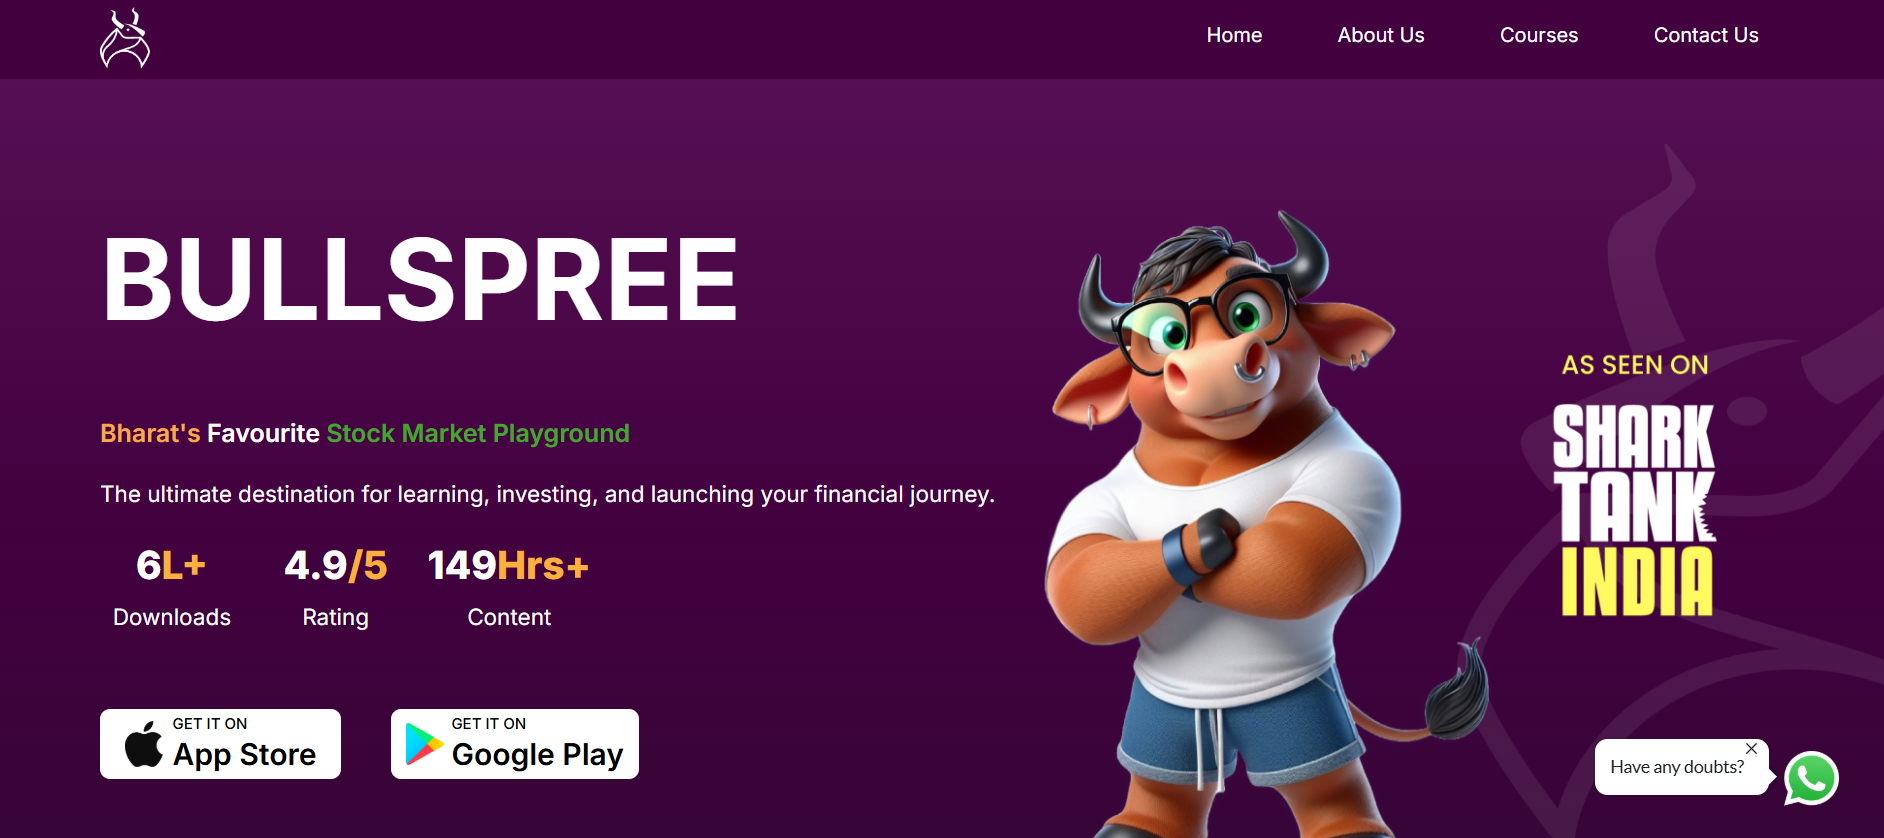 Home About Us Courses Contact Us
BULLSPREE
Bharat's Favourite Stock Market Playground
The ultimate destination for learning, investing, and launching your financial journey.
6L+ 4.9/5 149Hrs+
Downloads Rating Content
GET IT ON
App Store
GET IT ON
Google Play
AS SEEN ON
SHARK
TANK
INDIA
Have any doubts?